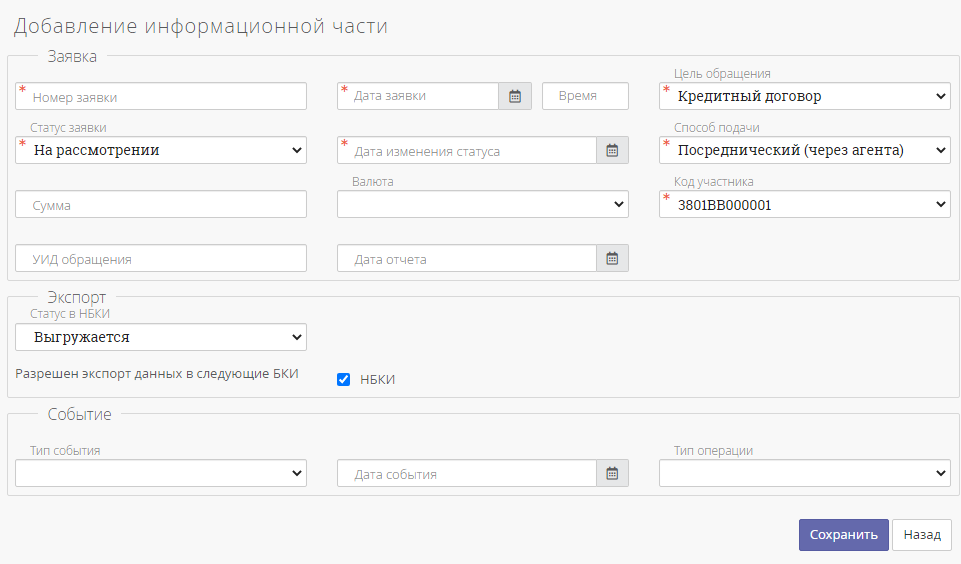 Добавление информационной части
Заявка
Цель обращения
* Номер заявки
* Дата заявки
Время
* Кредитный договор
Статус заявки
Способ подачи
* На рассмотрении
* Дата изменения статуса
* Посреднический (через агента)
Валюта
Код участника
Сумма
* 3801BB000001
УИД обращения
Дата отчета
Экспорт
Статус в НБКИ
Выгружается
Разрешен экспорт данных в следующие БКИ
НБКИ
Событие
Тип события
Тип операции
Дата события
Сохранить
Назад